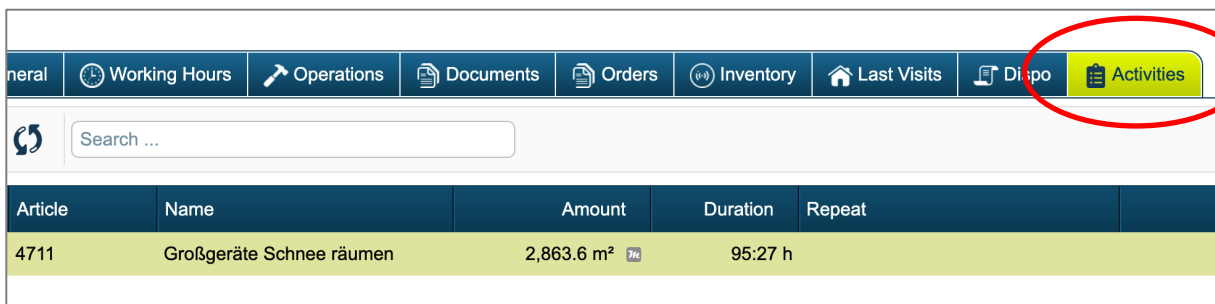 neral Working Hours Operations Documents Orders Inventory Last Visits Dispo Activities
Search ...
Article Name Amount Duration Repeat
4711 Großgeräte Schnee räumen 2,863.6 m² m 95:27 h